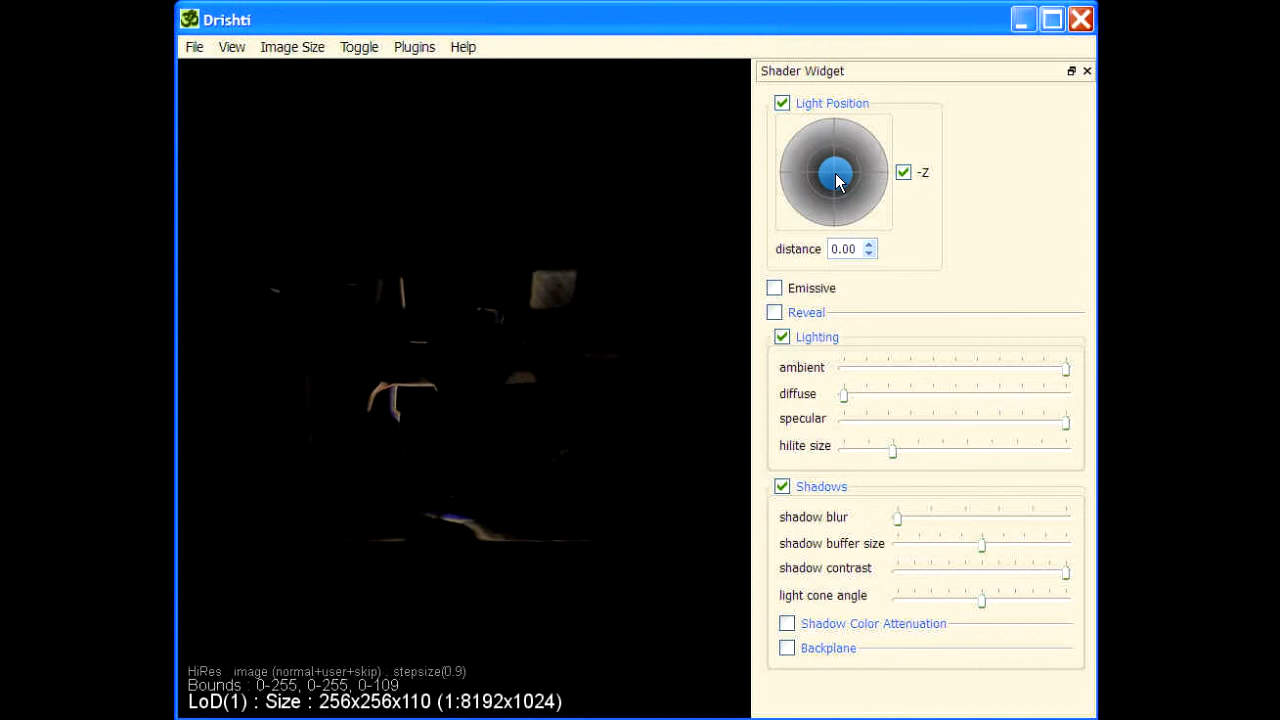 Drishti
File View Image Size Toggle Plugins Help
Shader Widget
Light Position
-Z
distance 0.00
Emissive
Reveal
Lighting
ambient
diffuse
specular
hilite size
Shadows
shadow blur
shadow buffer size
shadow contrast
light cone angle
Shadow Color Attenuation
Backplane
HiRes image (normal+user+skip) . stepsize(0.9)
Bounds : 0-255, 0-255, 0-109
LoD(1) : Size : 256x256x110 (1:8192x1024)